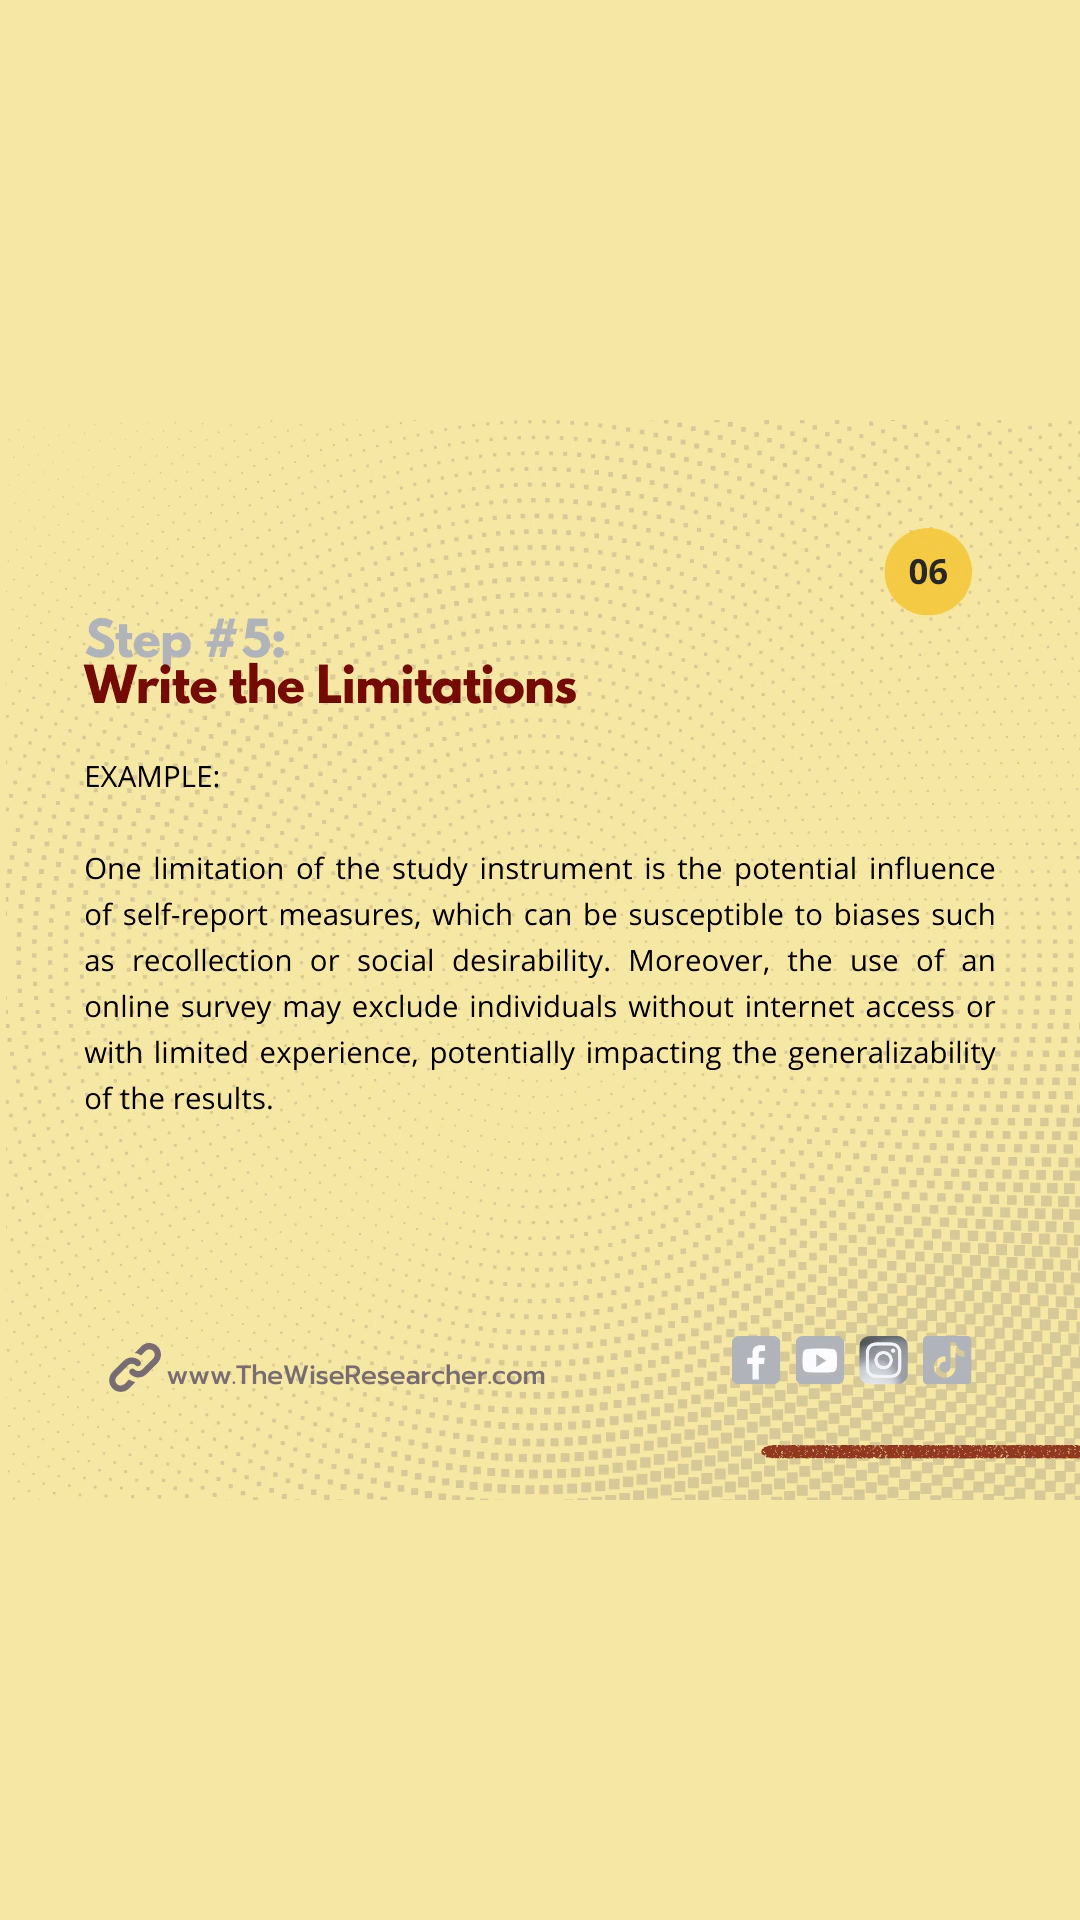 06
Step #5:
Write the Limitations
EXAMPLE:
One limitation of the study instrument is the potential influence
of self-report measures, which can be susceptible to biases such
as recollection or social desirability. Moreover, the use of an
online survey may exclude individuals without internet access or
with limited experience, potentially impacting the generalizability
of the results.
www.TheWiseResearcher.com